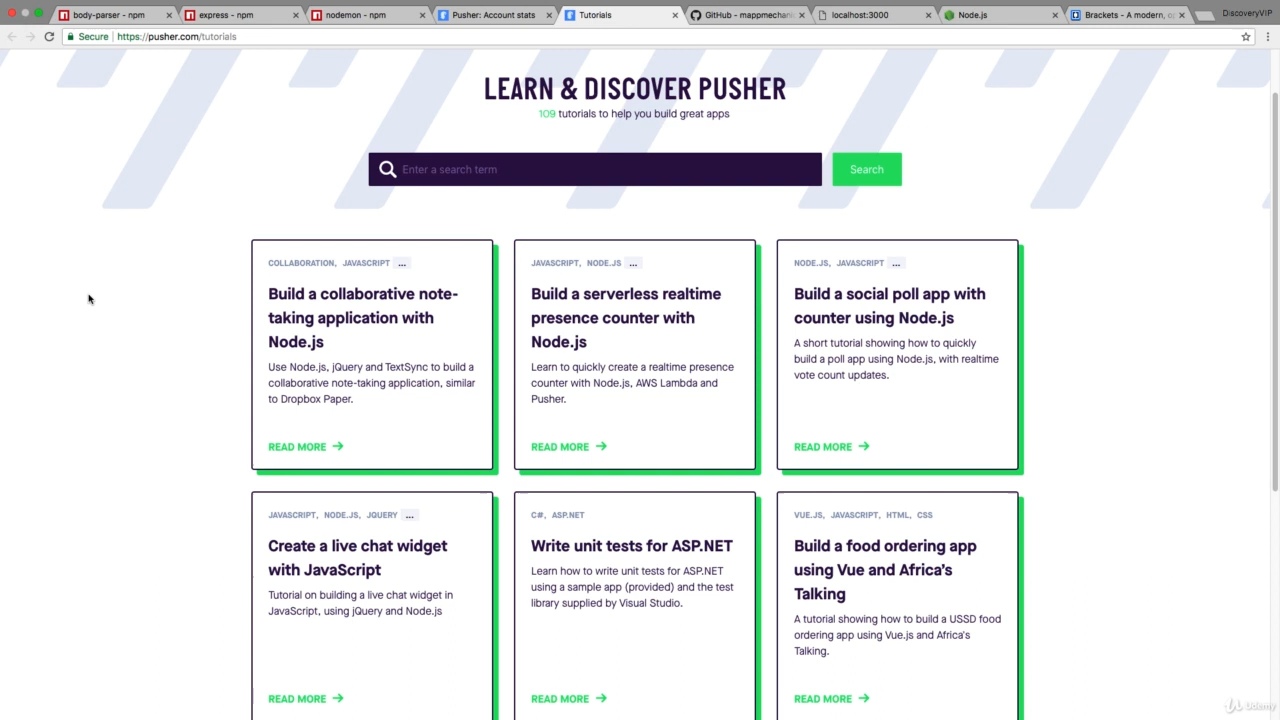 body-parser - npm
express - npm
nodemon - npm
Pusher: Account stats
Tutorials
GitHub - mappmechani
localhost:3000
Node.js
Brackets - A modern, o
DiscoveryVIP
Secure | https://pusher.com/tutorials
LEARN & DISCOVER PUSHER
109 tutorials to help you build great apps
Enter a search term
Search
COLLABORATION, JAVASCRIPT ...
Build a collaborative note-
taking application with
Node.js
Use Node.js, jQuery and TextSync to build a
collaborative note-taking application, similar
to Dropbox Paper.
READ MORE →
JAVASCRIPT, NODE.JS ...
Build a serverless realtime
presence counter with
Node.js
Learn to quickly create a realtime presence
counter with Node.js, AWS Lambda and
Pusher.
READ MORE →
NODE.JS, JAVASCRIPT ...
Build a social poll app with
counter using Node.js
A short tutorial showing how to quickly
build a poll app using Node.js, with realtime
vote count updates.
READ MORE →
JAVASCRIPT, NODE.JS, JQUERY ...
Create a live chat widget
with JavaScript
Tutorial on building a live chat widget in
JavaScript, using jQuery and Node.js
READ MORE →
C#, ASP.NET
Write unit tests for ASP.NET
Learn how to write unit tests for ASP.NET
using a sample app (provided) and the test
library supplied by Visual Studio.
READ MORE →
VUE.JS, JAVASCRIPT, HTML, CSS
Build a food ordering app
using Vue and Africa's
Talking
A tutorial showing how to build a USSD food
ordering app using Vue.js and Africa's
Talking.
READ MORE →
Udemy